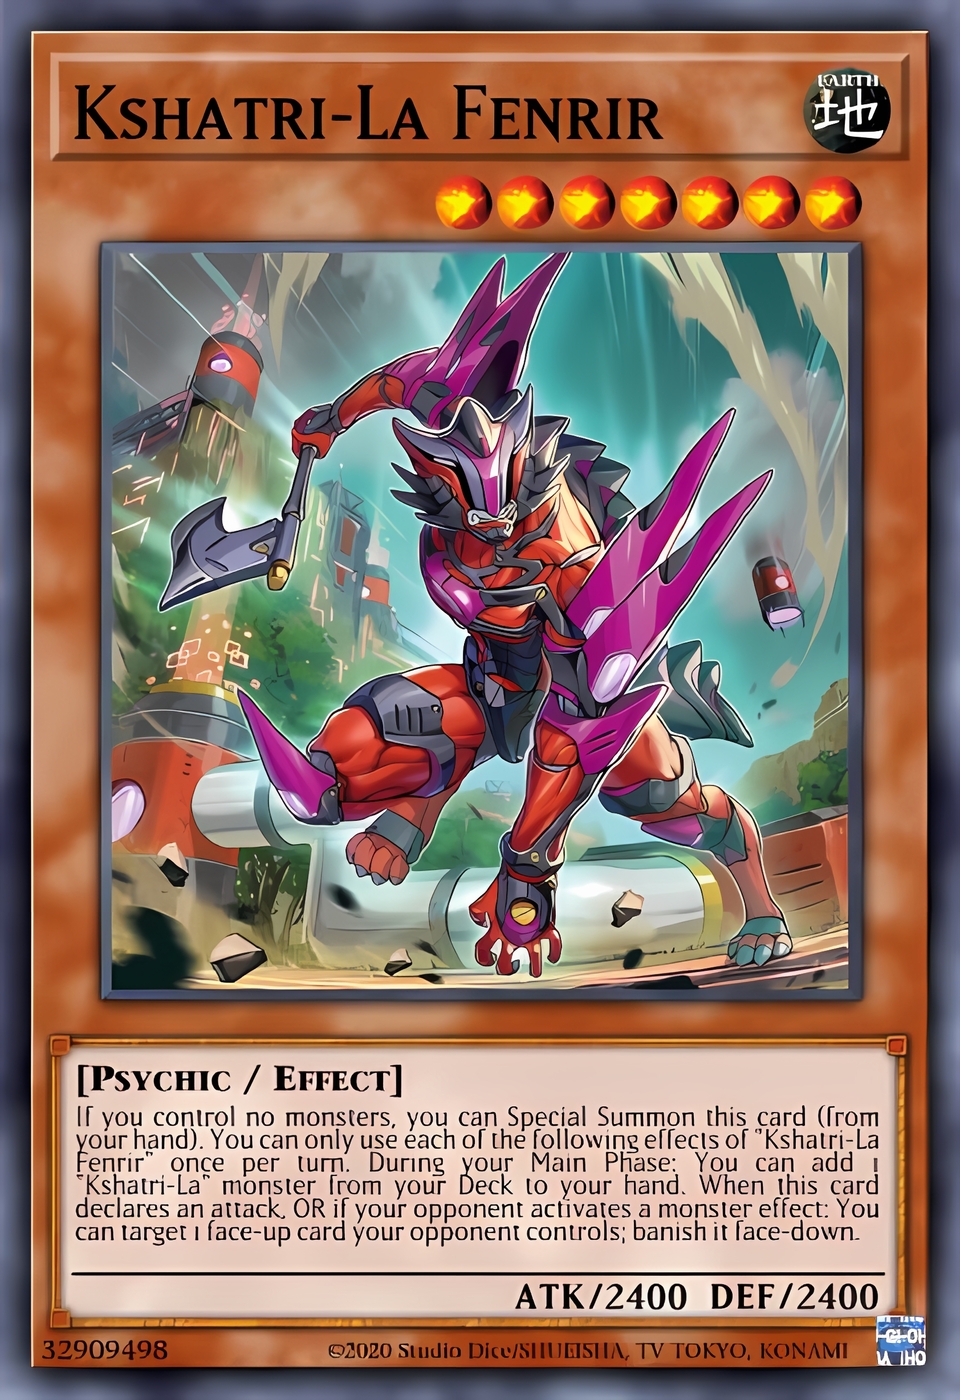 Kshatri-La Fenrir
EARTH
地
[Psychic / Effect]
If you control no monsters, you can Special Summon this card (from
your hand). You can only use each of the following effects of "Kshatri-La
Fenrir" once per turn. During your Main Phase: You can add 1
"Kshatri-La" monster from your Deck to your hand. When this card
declares an attack, OR if your opponent activates a monster effect: You
can target 1 face-up card your opponent controls; banish it face-down.
ATK/2400 DEF/2400
32909498
©2020 Studio Dice/SHUEISHA, TV TOKYO, KONAMI